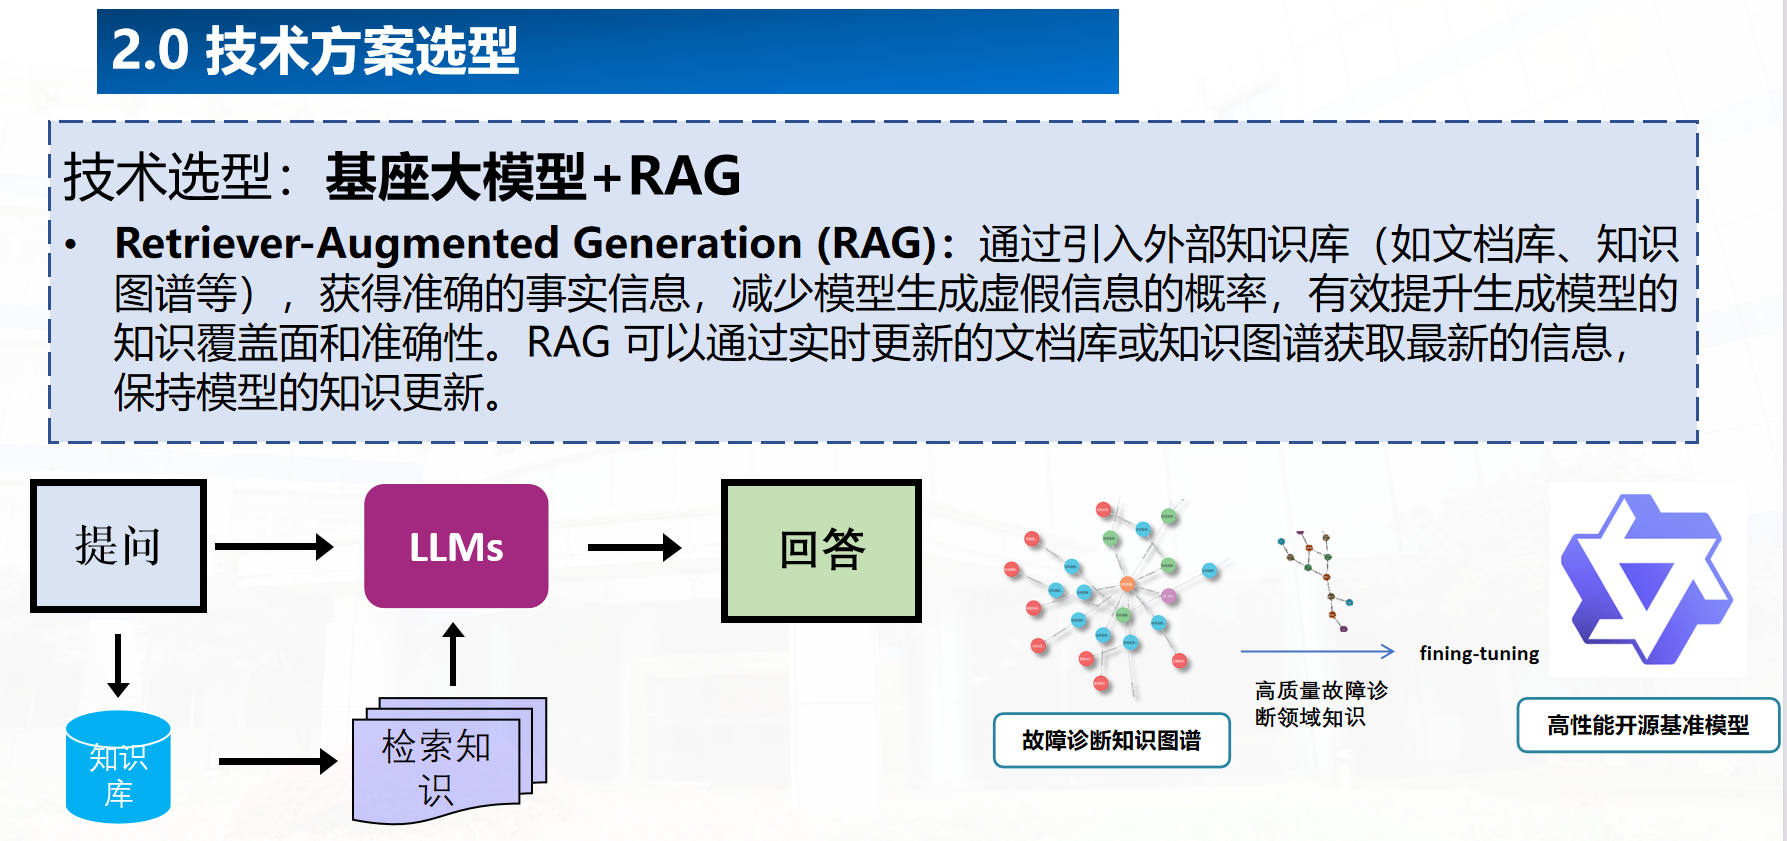 2.0 技术方案选型
技术选型：基座大模型+RAG
• Retriever-Augmented Generation (RAG)：通过引入外部知识库（如文档库、知识
图谱等），获得准确的事实信息，减少模型生成虚假信息的概率，有效提升生成模型的
知识覆盖面和准确性。RAG 可以通过实时更新的文档库或知识图谱获取最新的信息，
保持模型的知识更新。
提问
LLMs
回答
知识
库
检索知
识
故障诊断知识图谱
高质量故障诊
断领域知识
fining-tuning
高性能开源基准模型